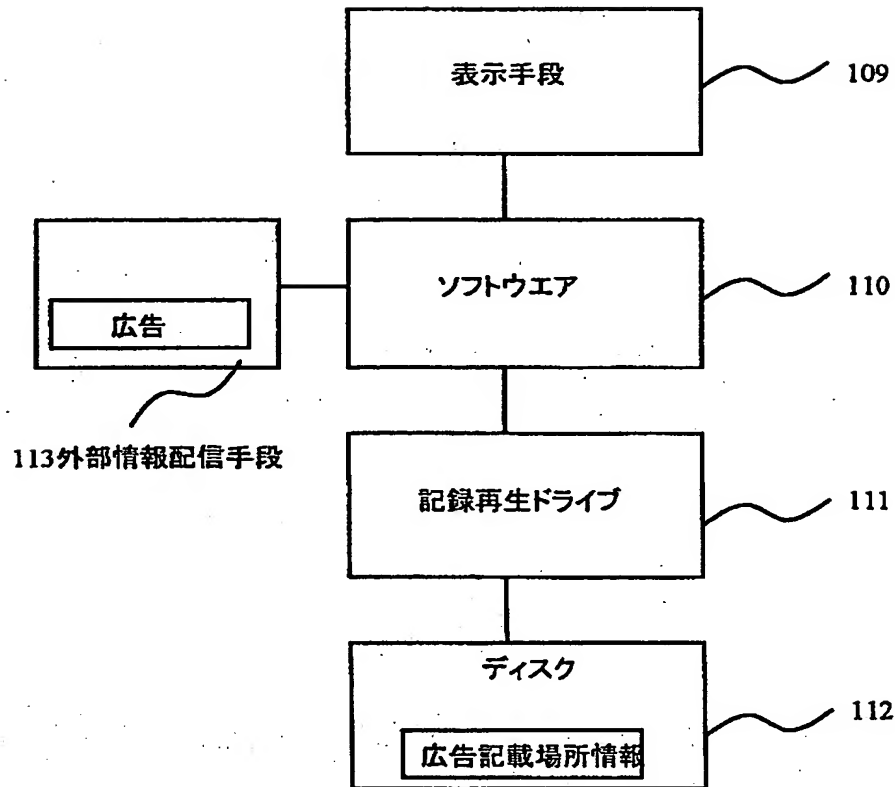 表示手段
109
ソフトウエア
110
広告
113外部情報配信手段
記録再生ドライブ
111
ディスク
112
広告記載場所情報